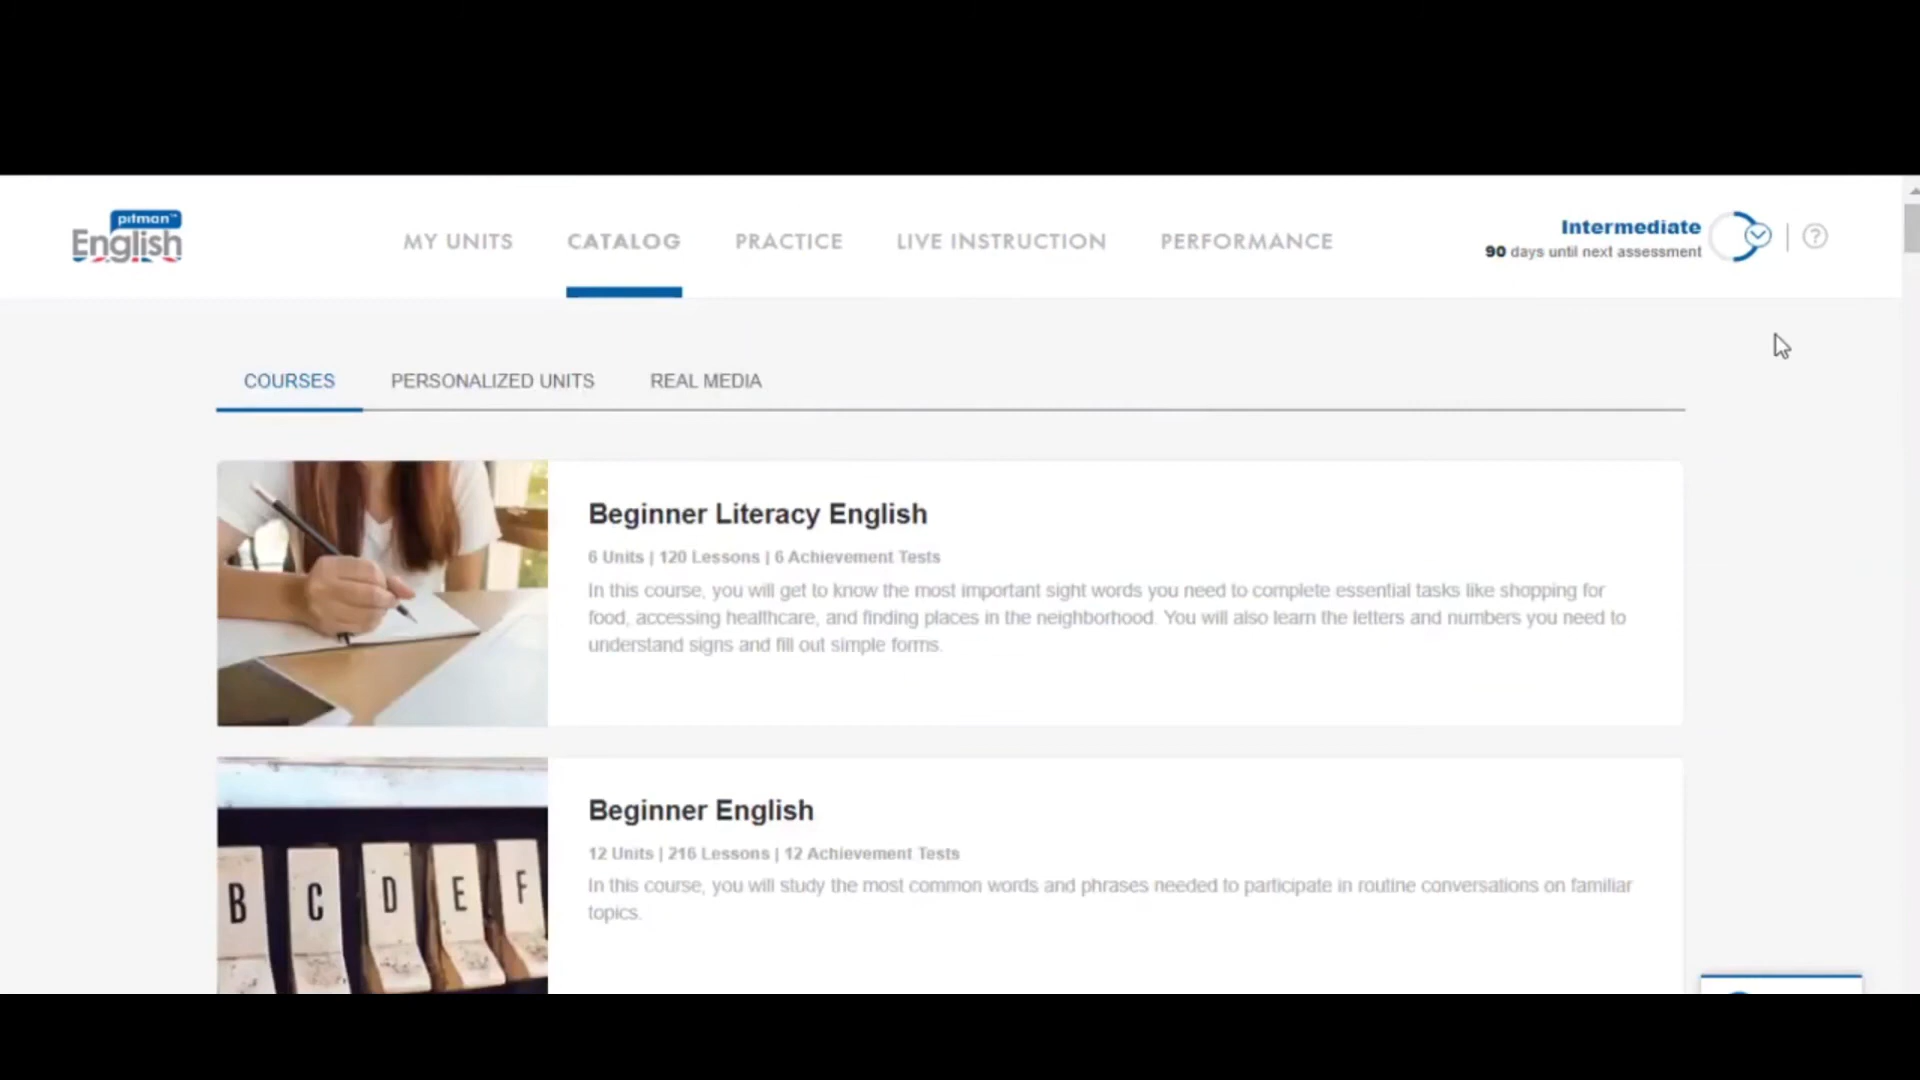 pitman™
English
MY UNITS
CATALOG
PRACTICE
LIVE INSTRUCTION
PERFORMANCE
Intermediate
90 days until next assessment
?
COURSES
PERSONALIZED UNITS
REAL MEDIA
Beginner Literacy English
6 Units | 120 Lessons | 6 Achievement Tests
In this course, you will get to know the most important sight words you need to complete essential tasks like shopping for
food, accessing healthcare, and finding places in the neighborhood. You will also learn the letters and numbers you need to
understand signs and fill out simple forms.
B C D E F
Beginner English
12 Units | 216 Lessons | 12 Achievement Tests
In this course, you will study the most common words and phrases needed to participate in routine conversations on familiar
topics.